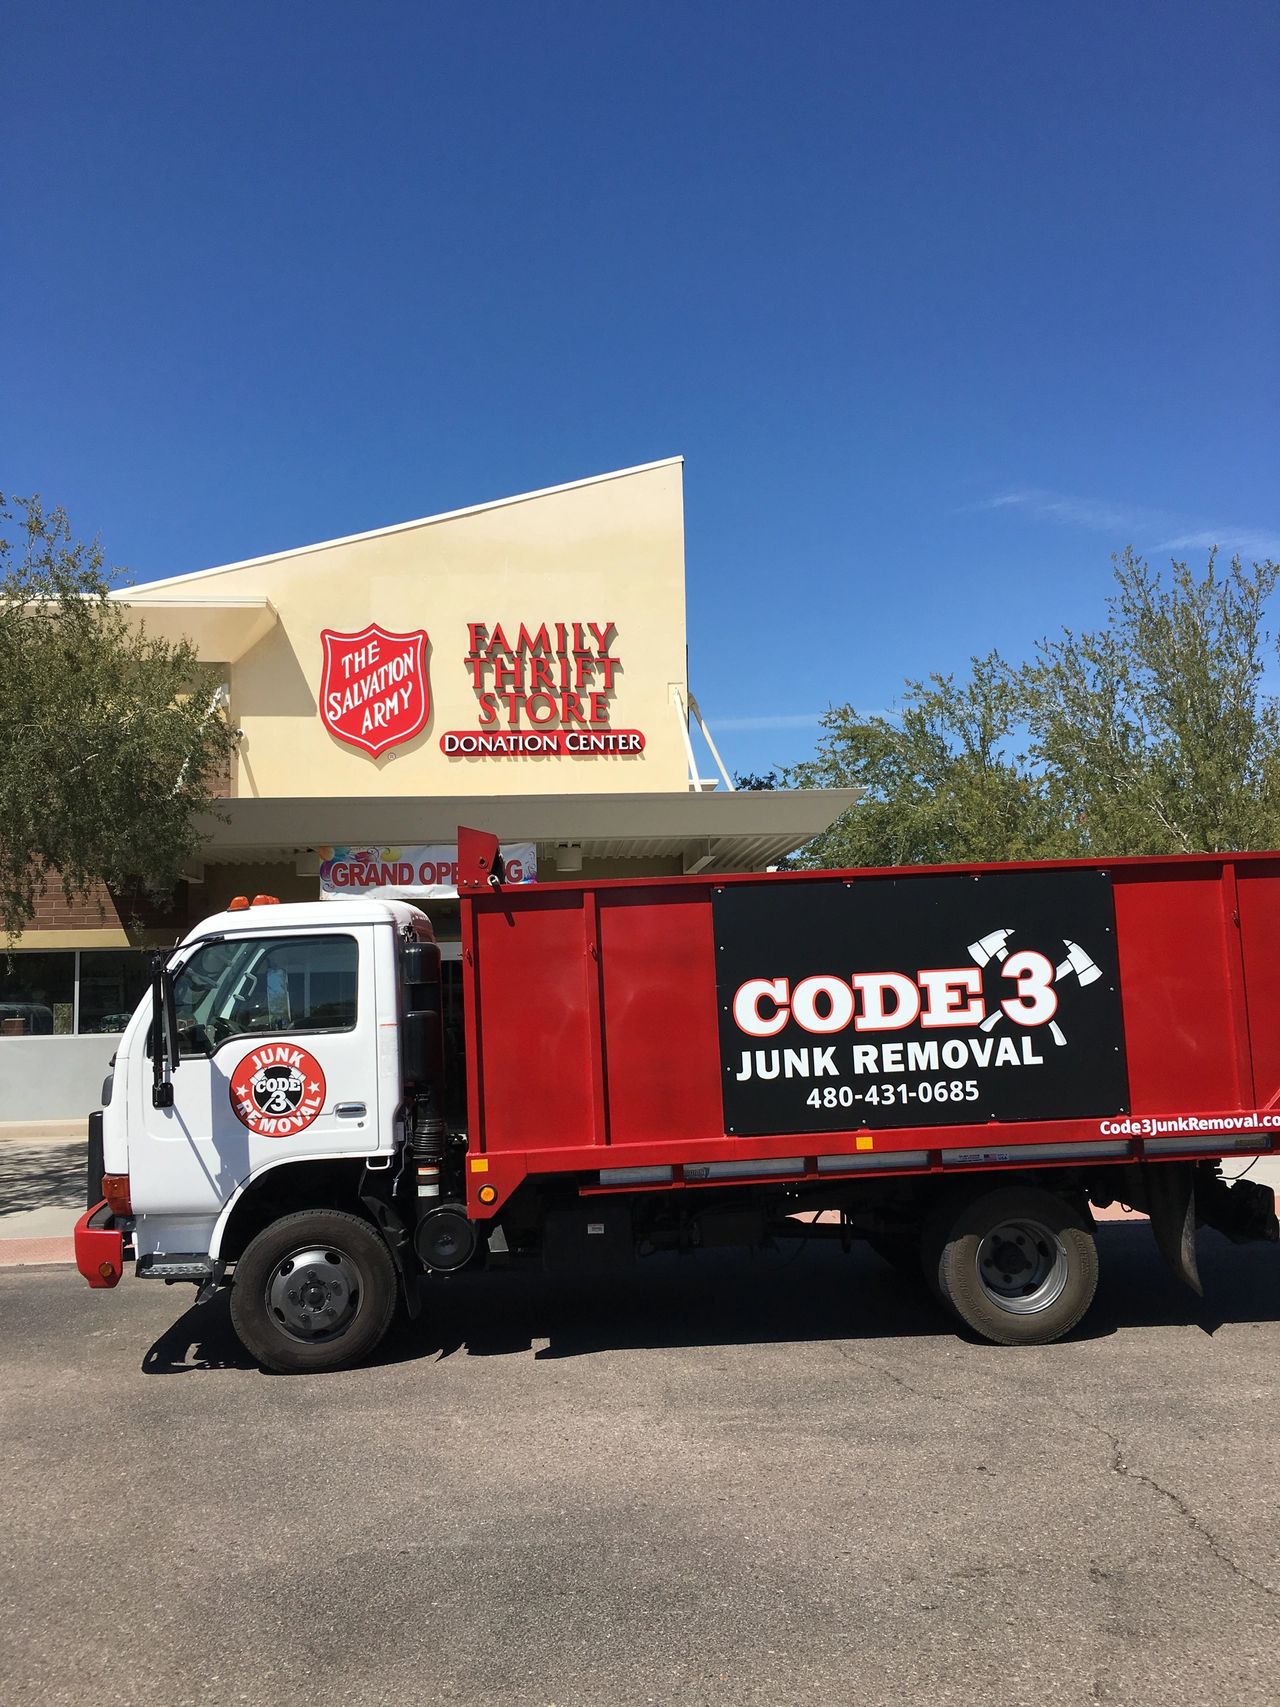 THE
SALVATION
ARMY
FAMILY
THRIFT
STORE
DONATION CENTER
GRAND OPE G
CODE 3
JUNK REMOVAL
480-431-0685
Code3JunkRemoval.co
JUNK
CODE
3
REMOVAL